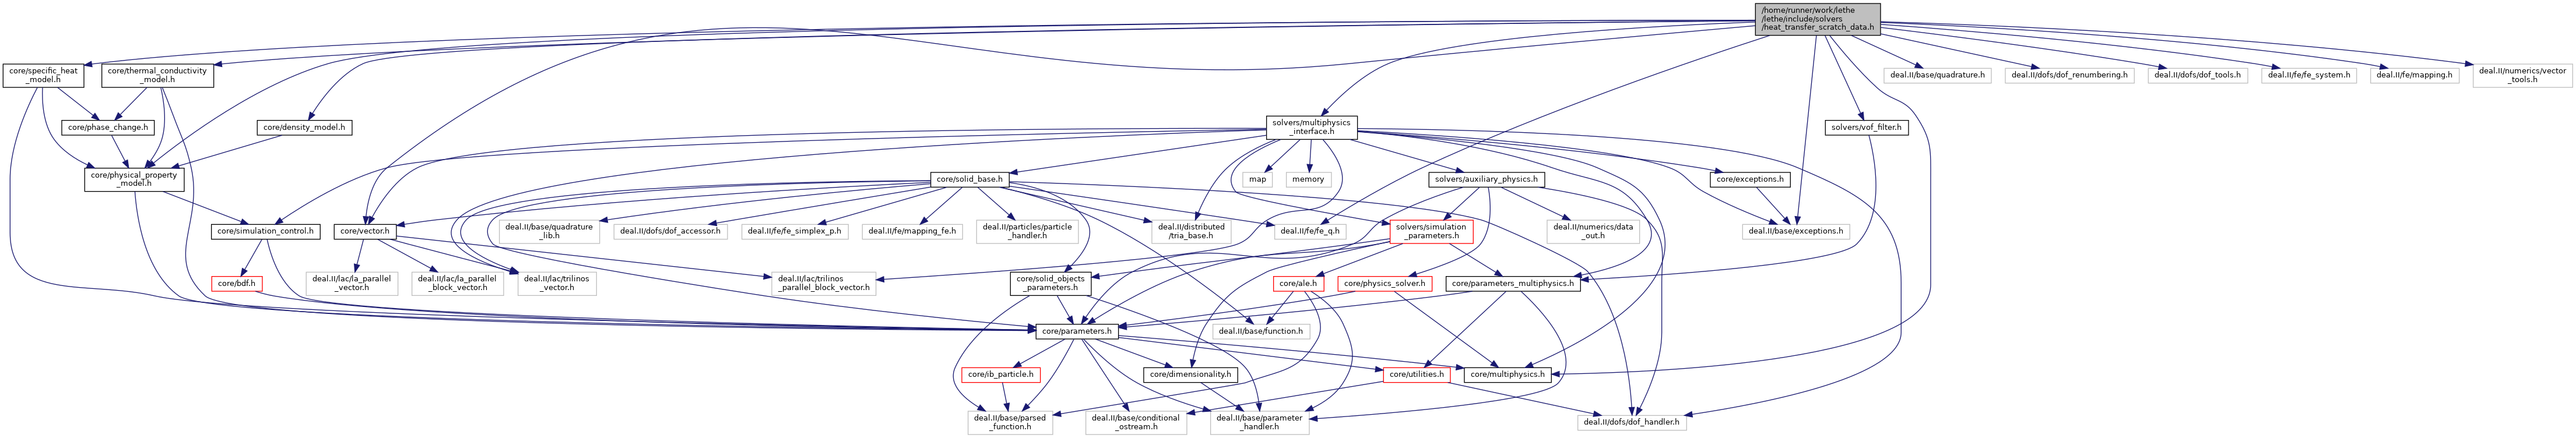 /home/runner/work/lethe
/lethe/include/solvers
/heat_transfer_scratch_data.h
core/specific_heat
_model.h
core/thermal_conductivity
_model.h
deal.II/base/quadrature.h
deal.II/dofs/dof_renumbering.h
deal.II/dofs/dof_tools.h
deal.II/fe/fe_system.h
deal.II/fe/mapping.h
deal.II/numerics/vector
_tools.h
core/phase_change.h
core/density_model.h
solvers/multiphysics
_interface.h
solvers/vof_filter.h
core/physical_property
_model.h
core/solid_base.h
map
memory
solvers/auxiliary_physics.h
core/exceptions.h
core/simulation_control.h
core/vector.h
deal.II/base/quadrature
_lib.h
deal.II/dofs/dof_accessor.h
deal.II/fe/fe_simplex_p.h
deal.II/fe/mapping_fe.h
deal.II/particles/particle
_handler.h
deal.II/distributed
/tria_base.h
deal.II/fe/fe_q.h
solvers/simulation
_parameters.h
deal.II/numerics/data
_out.h
deal.II/base/exceptions.h
core/bdf.h
deal.II/lac/la_parallel
_vector.h
deal.II/lac/la_parallel
_block_vector.h
deal.II/lac/trilinos
_vector.h
deal.II/lac/trilinos
_parallel_block_vector.h
core/solid_objects
_parameters.h
core/ale.h
core/physics_solver.h
core/parameters_multiphysics.h
core/parameters.h
deal.II/base/function.h
core/ib_particle.h
core/dimensionality.h
core/utilities.h
core/multiphysics.h
deal.II/base/parsed
_function.h
deal.II/base/conditional
_ostream.h
deal.II/base/parameter
_handler.h
deal.II/dofs/dof_handler.h